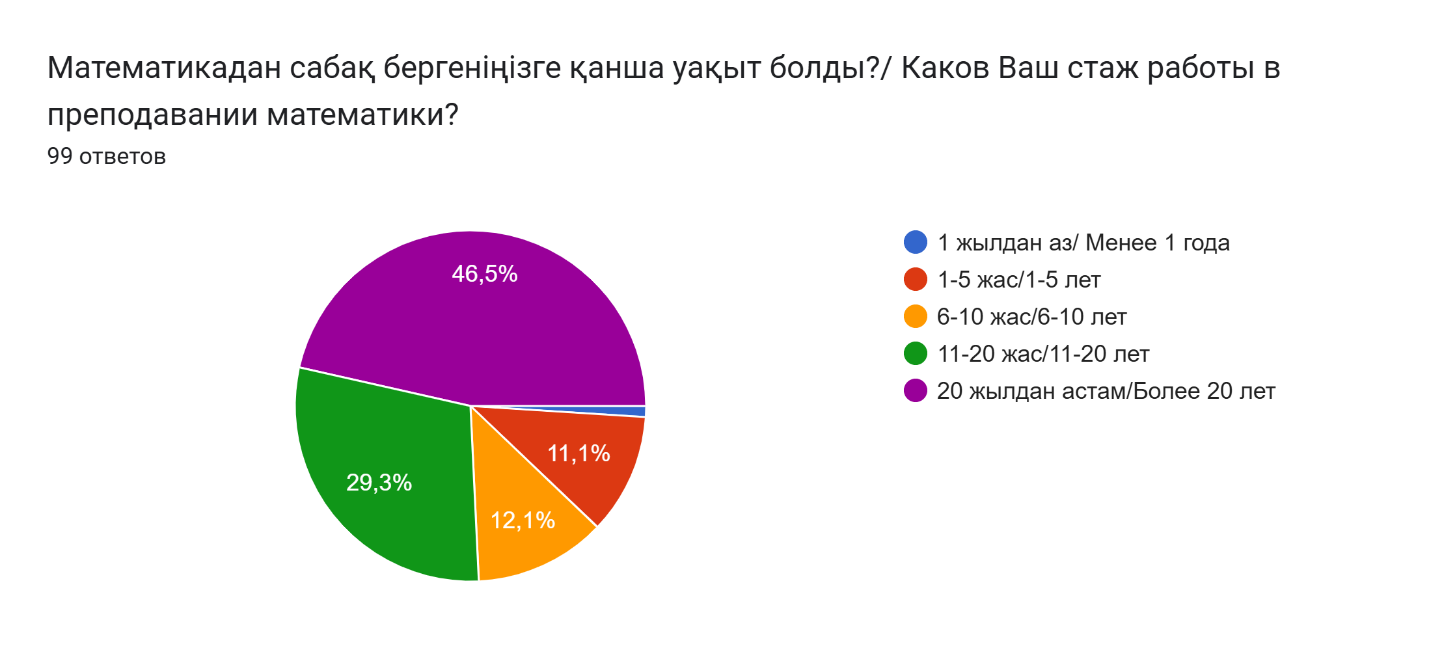 Математикадан сабақ бергеніңізге қанша уақыт болды?/ Каков Ваш стаж работы в
преподавании математики?
99 ответов
46,5%
11,1%
29,3%
12,1%
1 жылдан аз/ Менее 1 года
1-5 жас/1-5 лет
6-10 жас/6-10 лет
11-20 жас/11-20 лет
20 жылдан астам/Более 20 лет